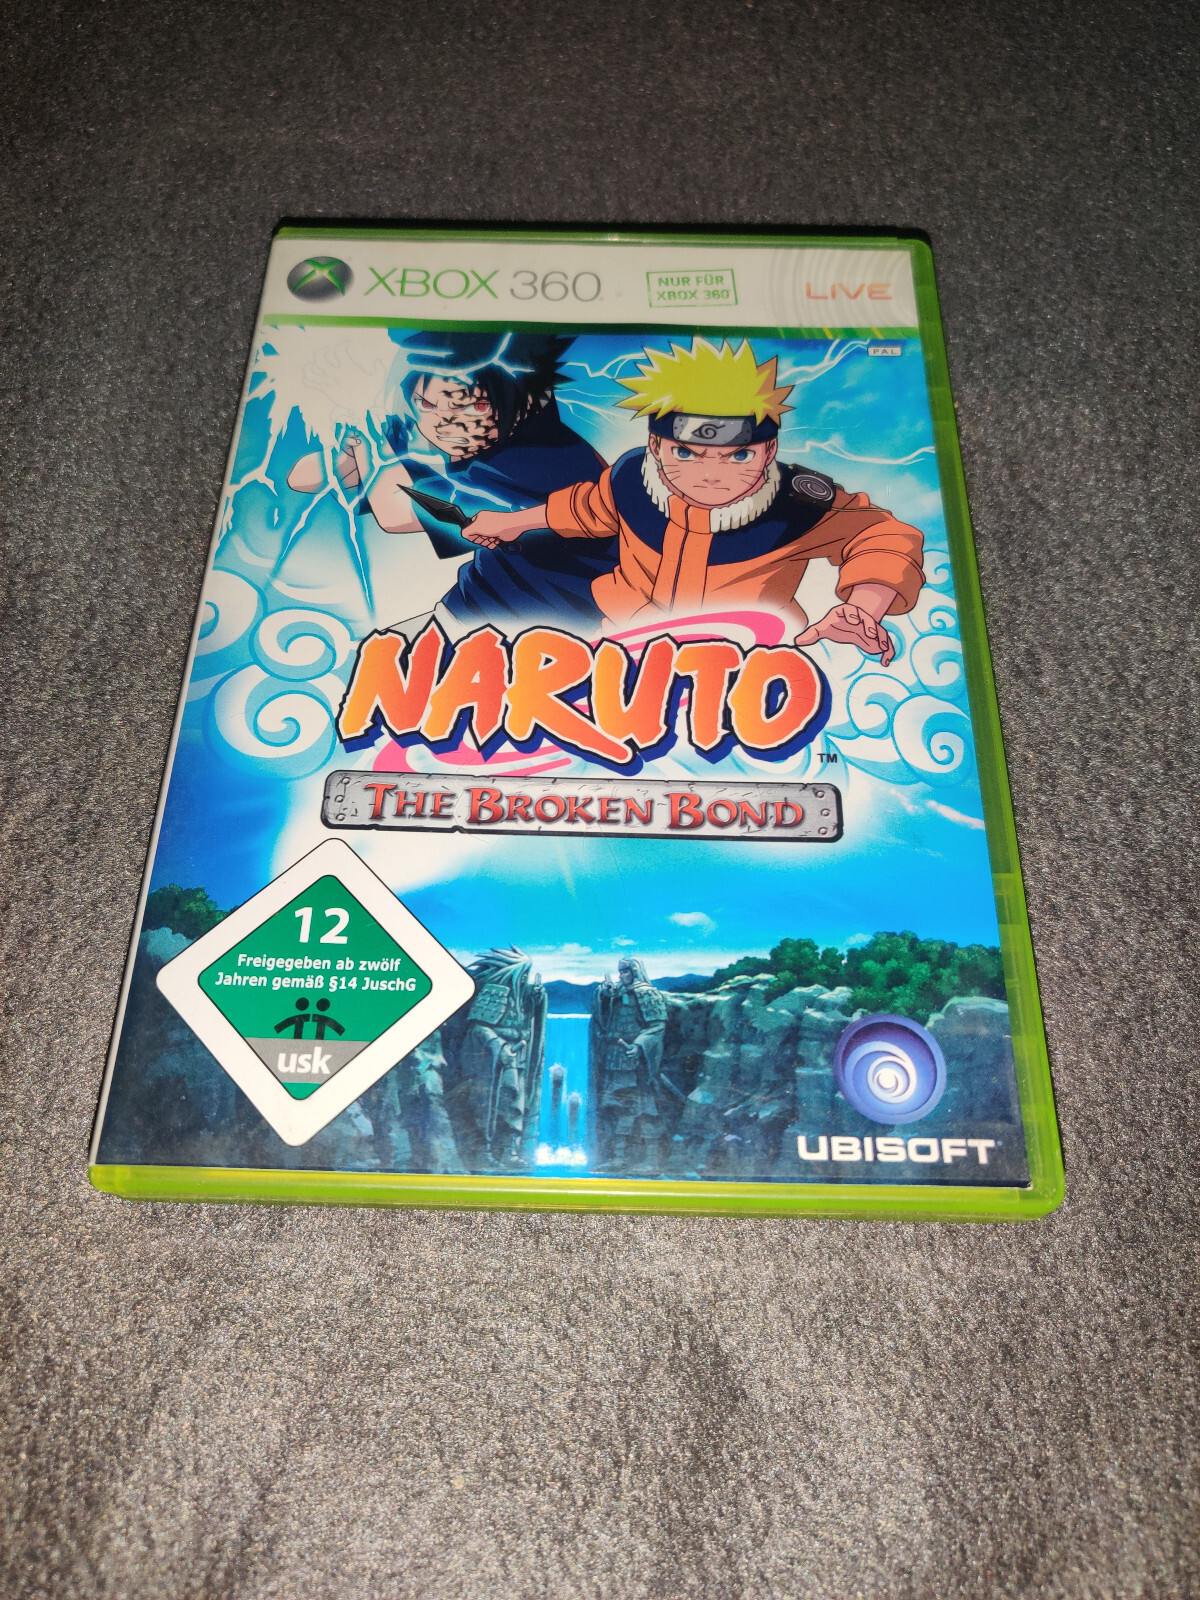 XBOX 360
NUR FÜR
XBOX 360
LIVE
PAL
NARUTO
TM
THE BROKEN BOND
12
Freigegeben ab zwölf
Jahren gemäß §14 JuschG
usk
UBISOFT